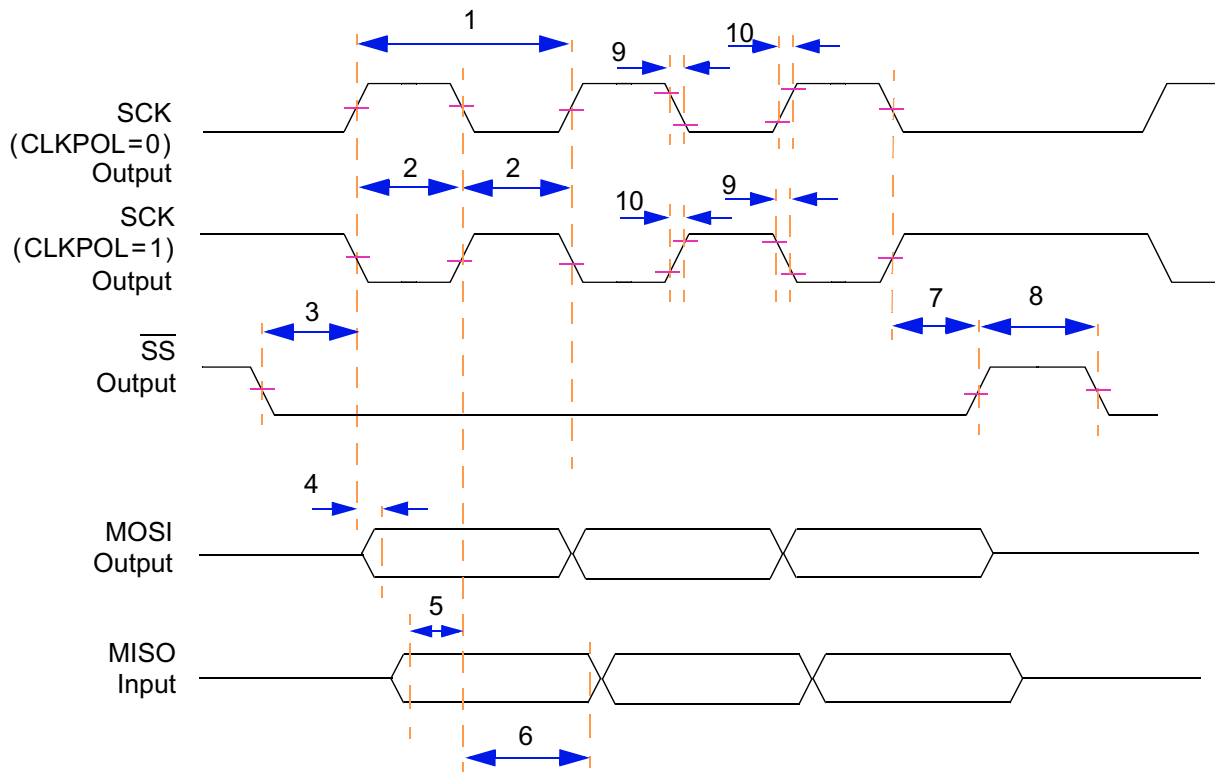 1
9
10
SCK
(CLKPOL=0)
Output
2
2
SCK
(CLKPOL=1)
Output
10
9
3
7
8
SS
Output
4
MOSI
Output
5
MISO
Input
6